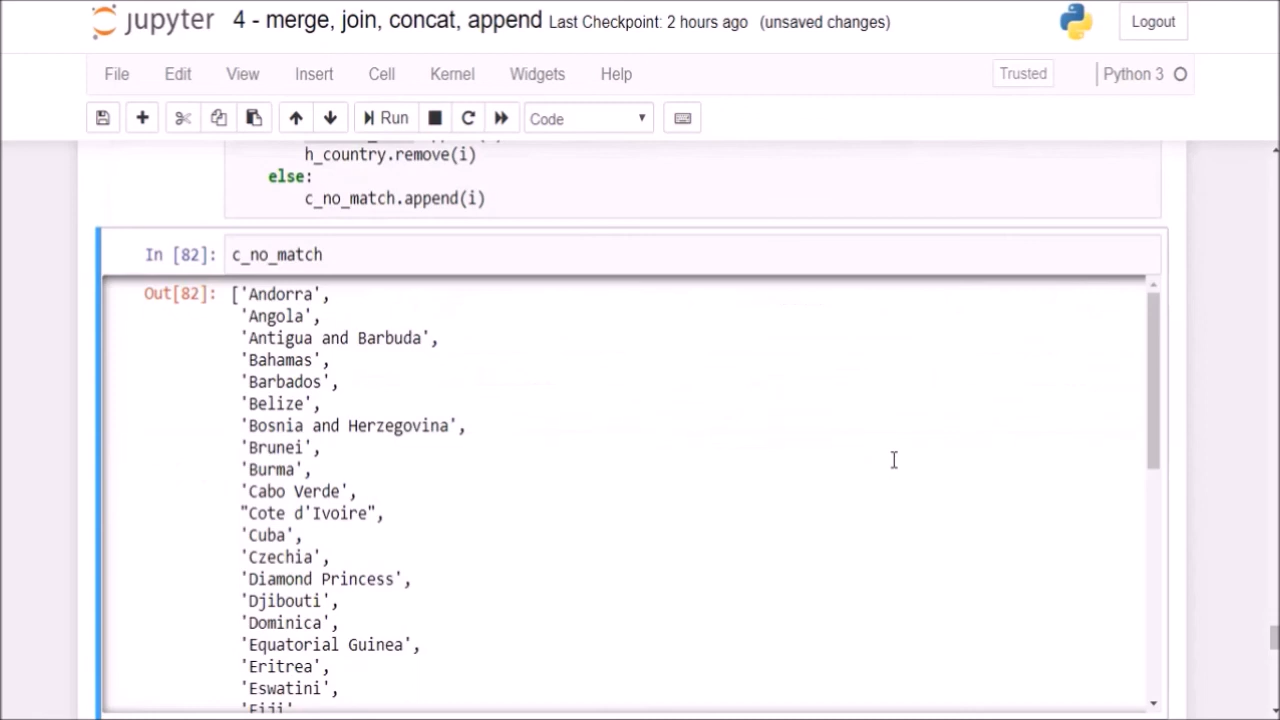 jupyter 4 - merge, join, concat, append Last Checkpoint: 2 hours ago (unsaved changes) Logout
File Edit View Insert Cell Kernel Widgets Help Trusted Python 3
Run Code
h_country.remove(i)
else:
c_no_match.append(i)
In [82]: c_no_match
Out[82]: ['Andorra',
'Angola',
'Antigua and Barbuda',
'Bahamas',
'Barbados',
'Belize',
'Bosnia and Herzegovina',
'Brunei',
'Burma',
'Cabo Verde',
"Cote d'Ivoire",
'Cuba',
'Czechia',
'Diamond Princess',
'Djibouti',
'Dominica',
'Equatorial Guinea',
'Eritrea',
'Eswatini',
'Fiji'